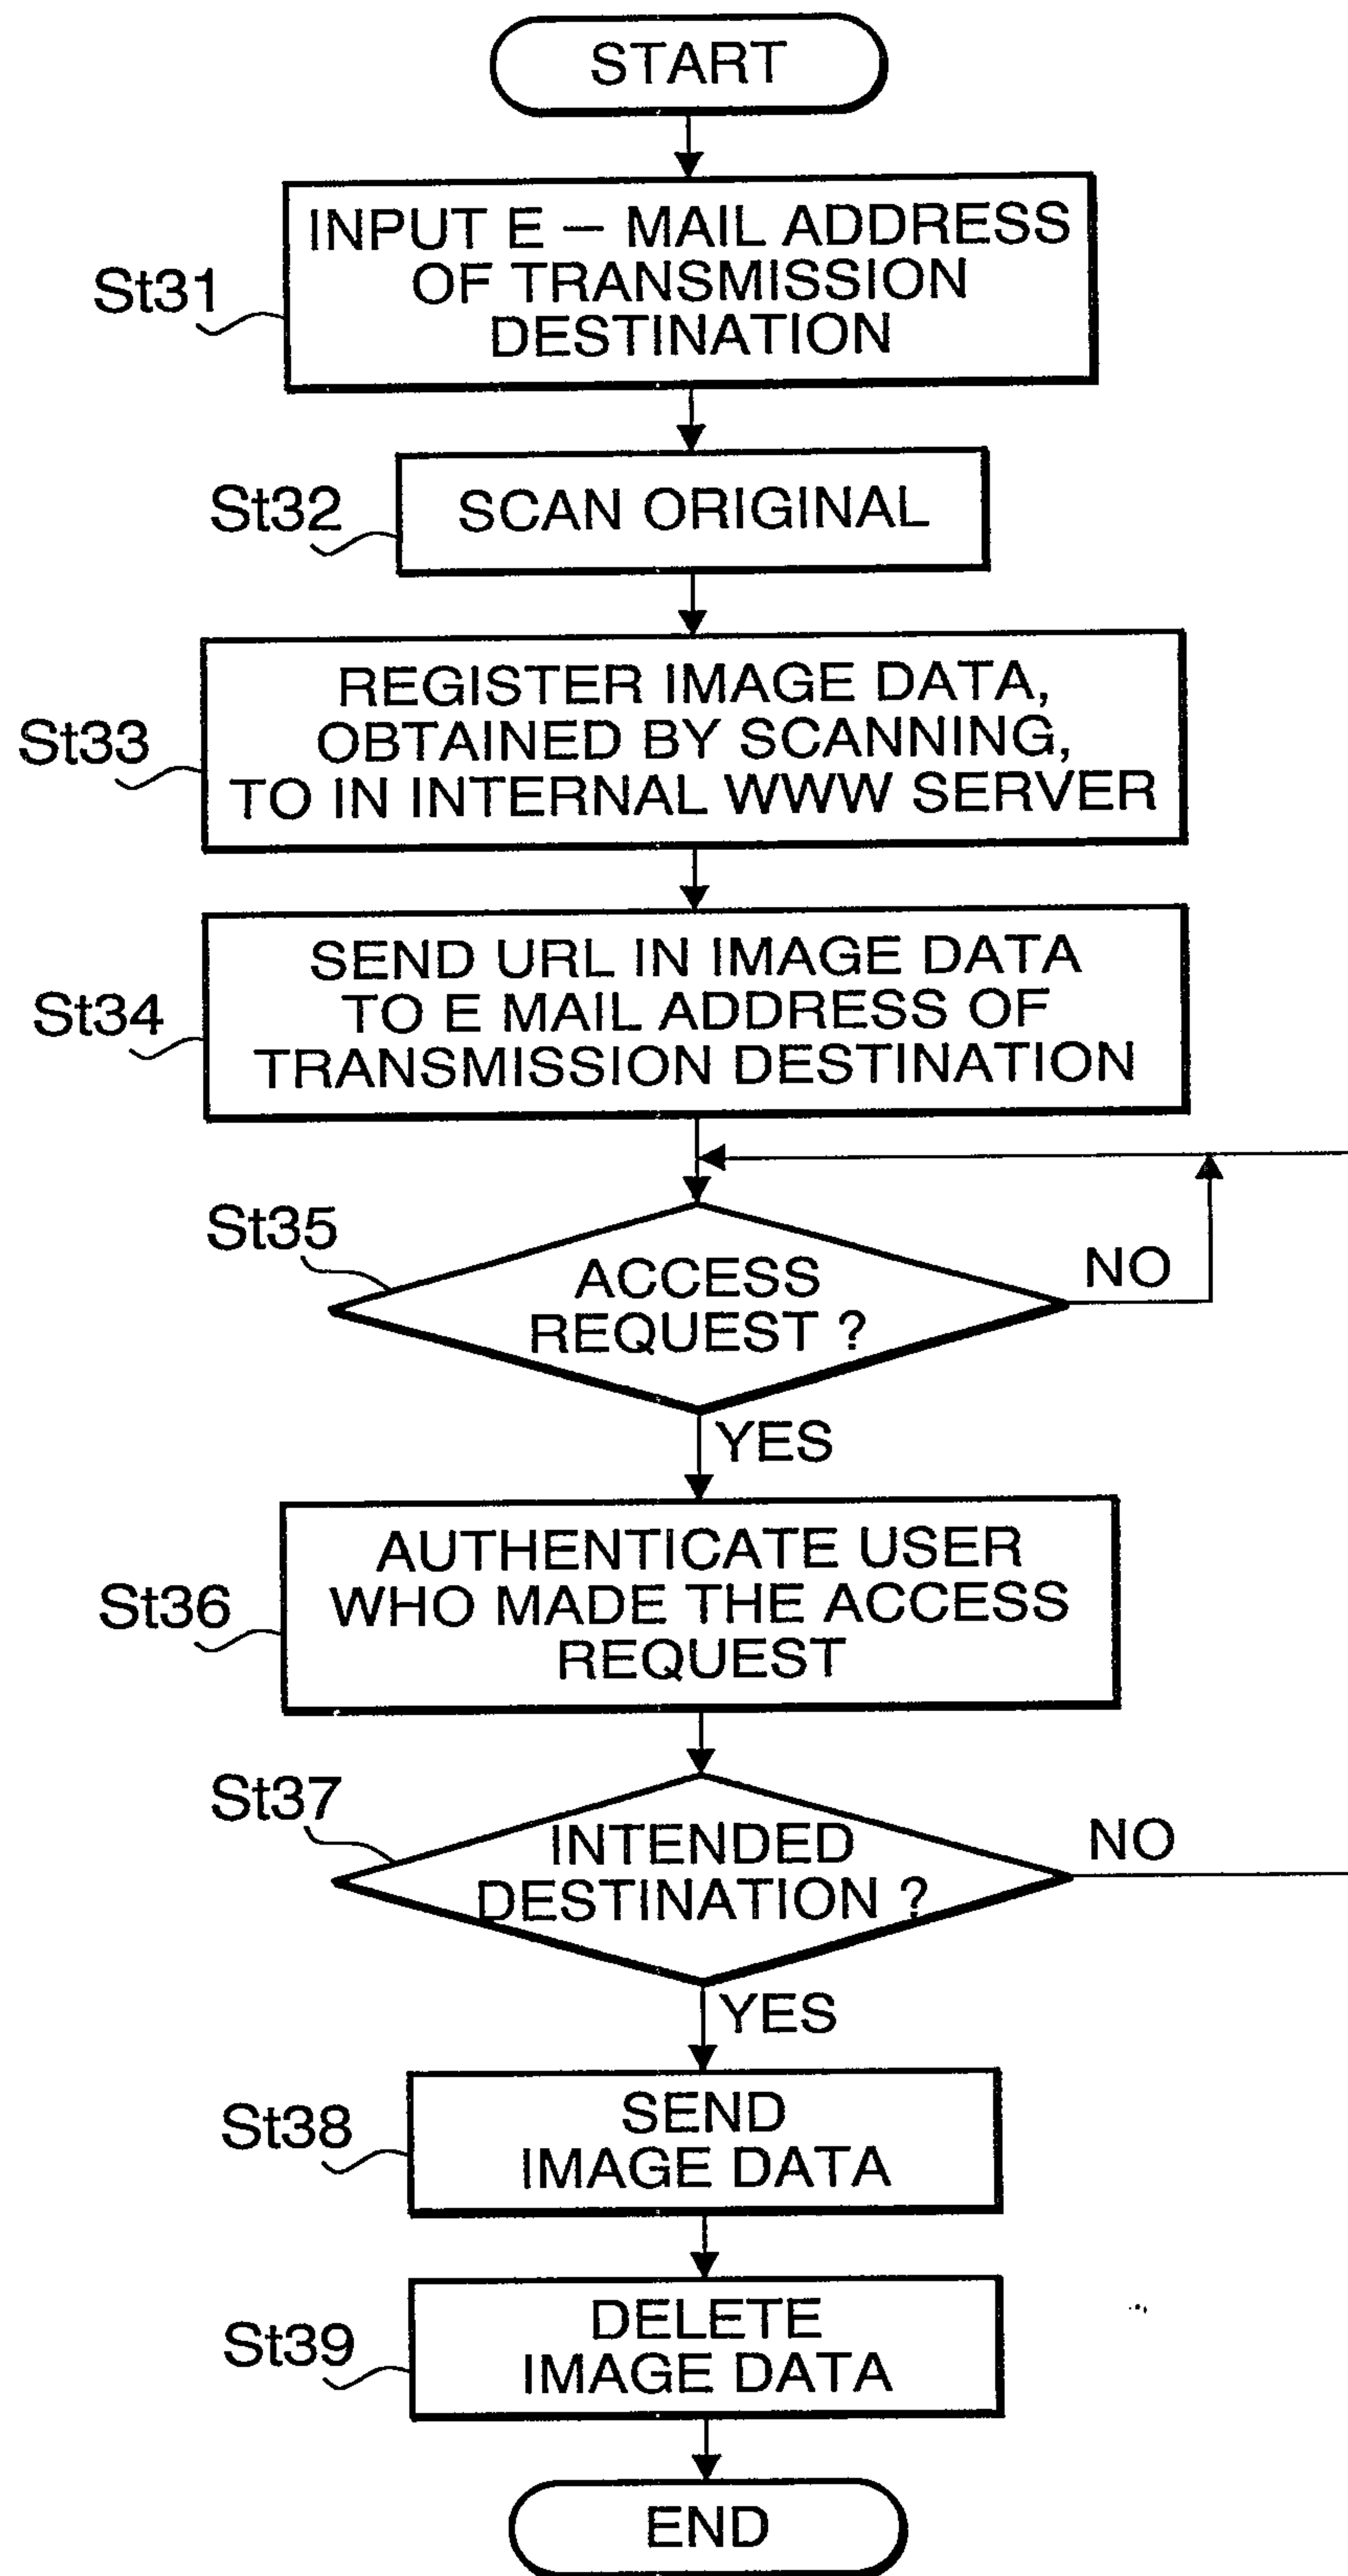 START
INPUT E – MAIL ADDRESS
OF TRANSMISSION
DESTINATION
St31
St32
SCAN ORIGINAL
St33
REGISTER IMAGE DATA,
OBTAINED BY SCANNING,
TO IN INTERNAL WWW SERVER
St34
SEND URL IN IMAGE DATA
TO E MAIL ADDRESS OF
TRANSMISSION DESTINATION
St35
ACCESS
REQUEST ?
NO
YES
St36
AUTHENTICATE USER
WHO MADE THE ACCESS
REQUEST
St37
INTENDED
DESTINATION ?
NO
YES
St38
SEND
IMAGE DATA
St39
DELETE
IMAGE DATA
END